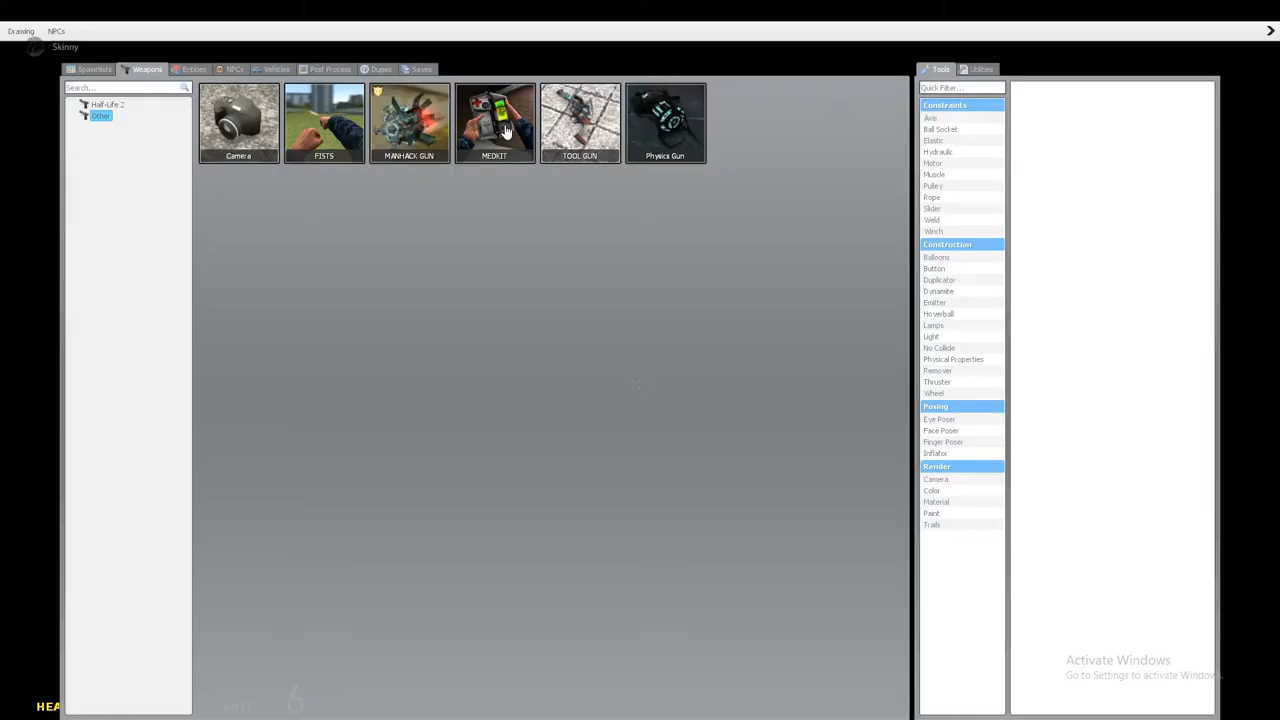 Drawing NPCs
Skinny
Spawnlists Weapons Entities NPCs Vehicles Post Process Dupes Saves
Search...
Half-Life 2
Other
Camera
FISTS
MANHACK GUN
MEDKIT
TOOL GUN
Physics Gun
Tools Utilities
Quick Filter...
Constraints
Axis
Ball Socket
Elastic
Hydraulic
Motor
Muscle
Pulley
Rope
Slider
Weld
Winch
Construction
Balloons
Button
Duplicator
Dynamite
Emitter
Hoverball
Lamps
Light
No Collide
Physical Properties
Remover
Thruster
Wheel
Posing
Eye Poser
Face Poser
Finger Poser
Inflator
Render
Camera
Color
Material
Paint
Trails
Activate Windows
Go to Settings to activate Windows.
HEA
6